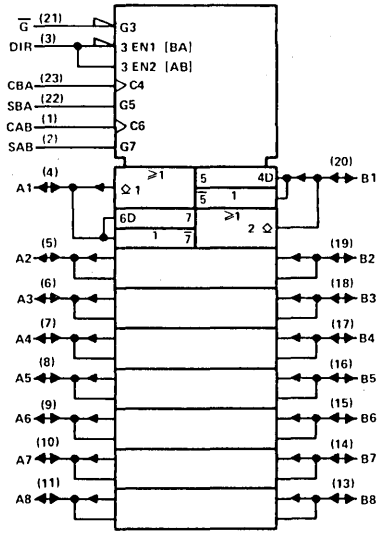 G̅ (21) G3
DIR (3) 3 EN1 [BA]
3 EN2 [AB]
CBA (23) C4
SBA (22) G5
CAB (1) C6
SAB (2) G7
A1 (4) ◇ 1 ≥1 5 4D (20) B1
5̅ 1
6D 7 ≥1
1 7̅ 2 ◇
A2 (5) (19) B2
A3 (6) (18) B3
A4 (7) (17) B4
A5 (8) (16) B5
A6 (9) (15) B6
A7 (10) (14) B7
A8 (11) (13) B8